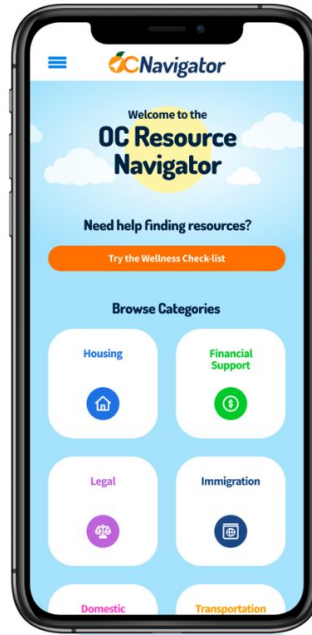 OCNavigator
Welcome to the
OC Resource
Navigator
Need help finding resources?
Try the Wellness Check-list
Browse Categories
Housing
Financial
Support
Legal
Immigration
Domestic
Transportation